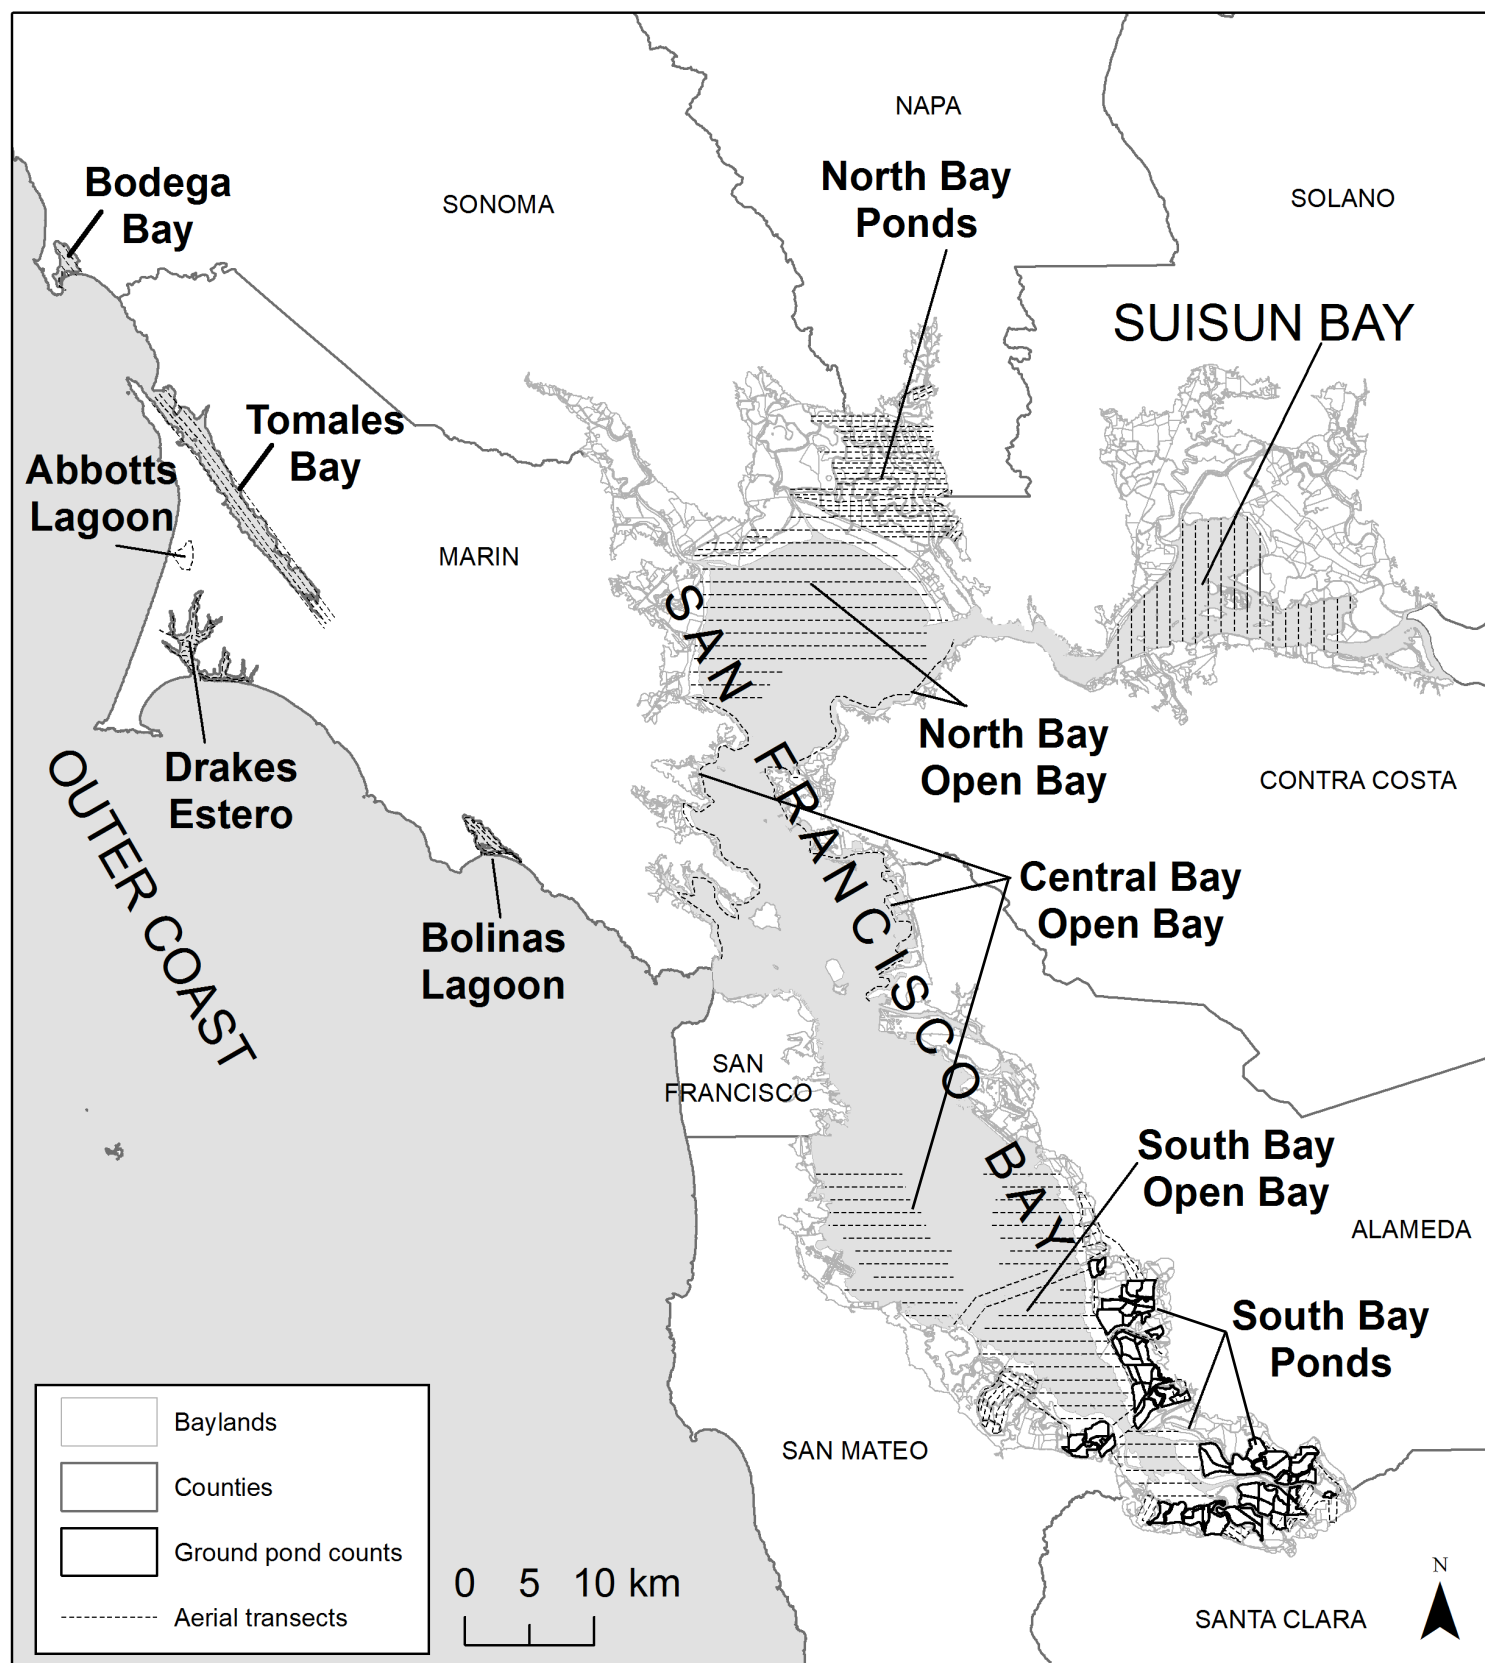 NAPA
North Bay
Ponds
SOLANO
Bodega
Bay
SONOMA
SUISUN BAY
Tomales
Bay
Abbotts
Lagoon
MARIN
SAN FRANCISCO BAY
North Bay
Open Bay
CONTRA COSTA
Drakes
Estero
OUTER COAST
Central Bay
Open Bay
Bolinas
Lagoon
SAN
FRANCISCO
South Bay
Open Bay
ALAMEDA
South Bay
Ponds
SAN MATEO
SANTA CLARA
Baylands
Counties
Ground pond counts
Aerial transects
0 5 10 km
N